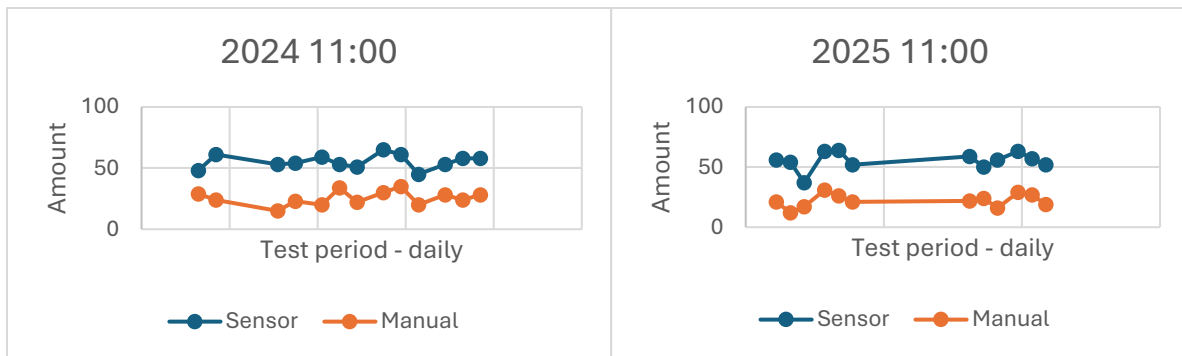 2024 11:00
100
50
0
Amount
Test period - daily
Sensor Manual
2025 11:00
100
50
0
Amount
Test period - daily
Sensor Manual